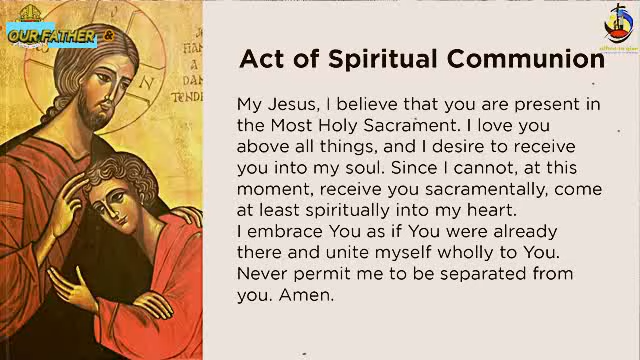 OUR FATHER &
Act of Spiritual Communion
My Jesus, I believe that you are present in
the Most Holy Sacrament. I love you
above all things, and I desire to receive
you into my soul. Since I cannot, at this
moment, receive you sacramentally, come
at least spiritually into my heart.
I embrace You as if You were already
there and unite myself wholly to You.
Never permit me to be separated from
you. Amen.